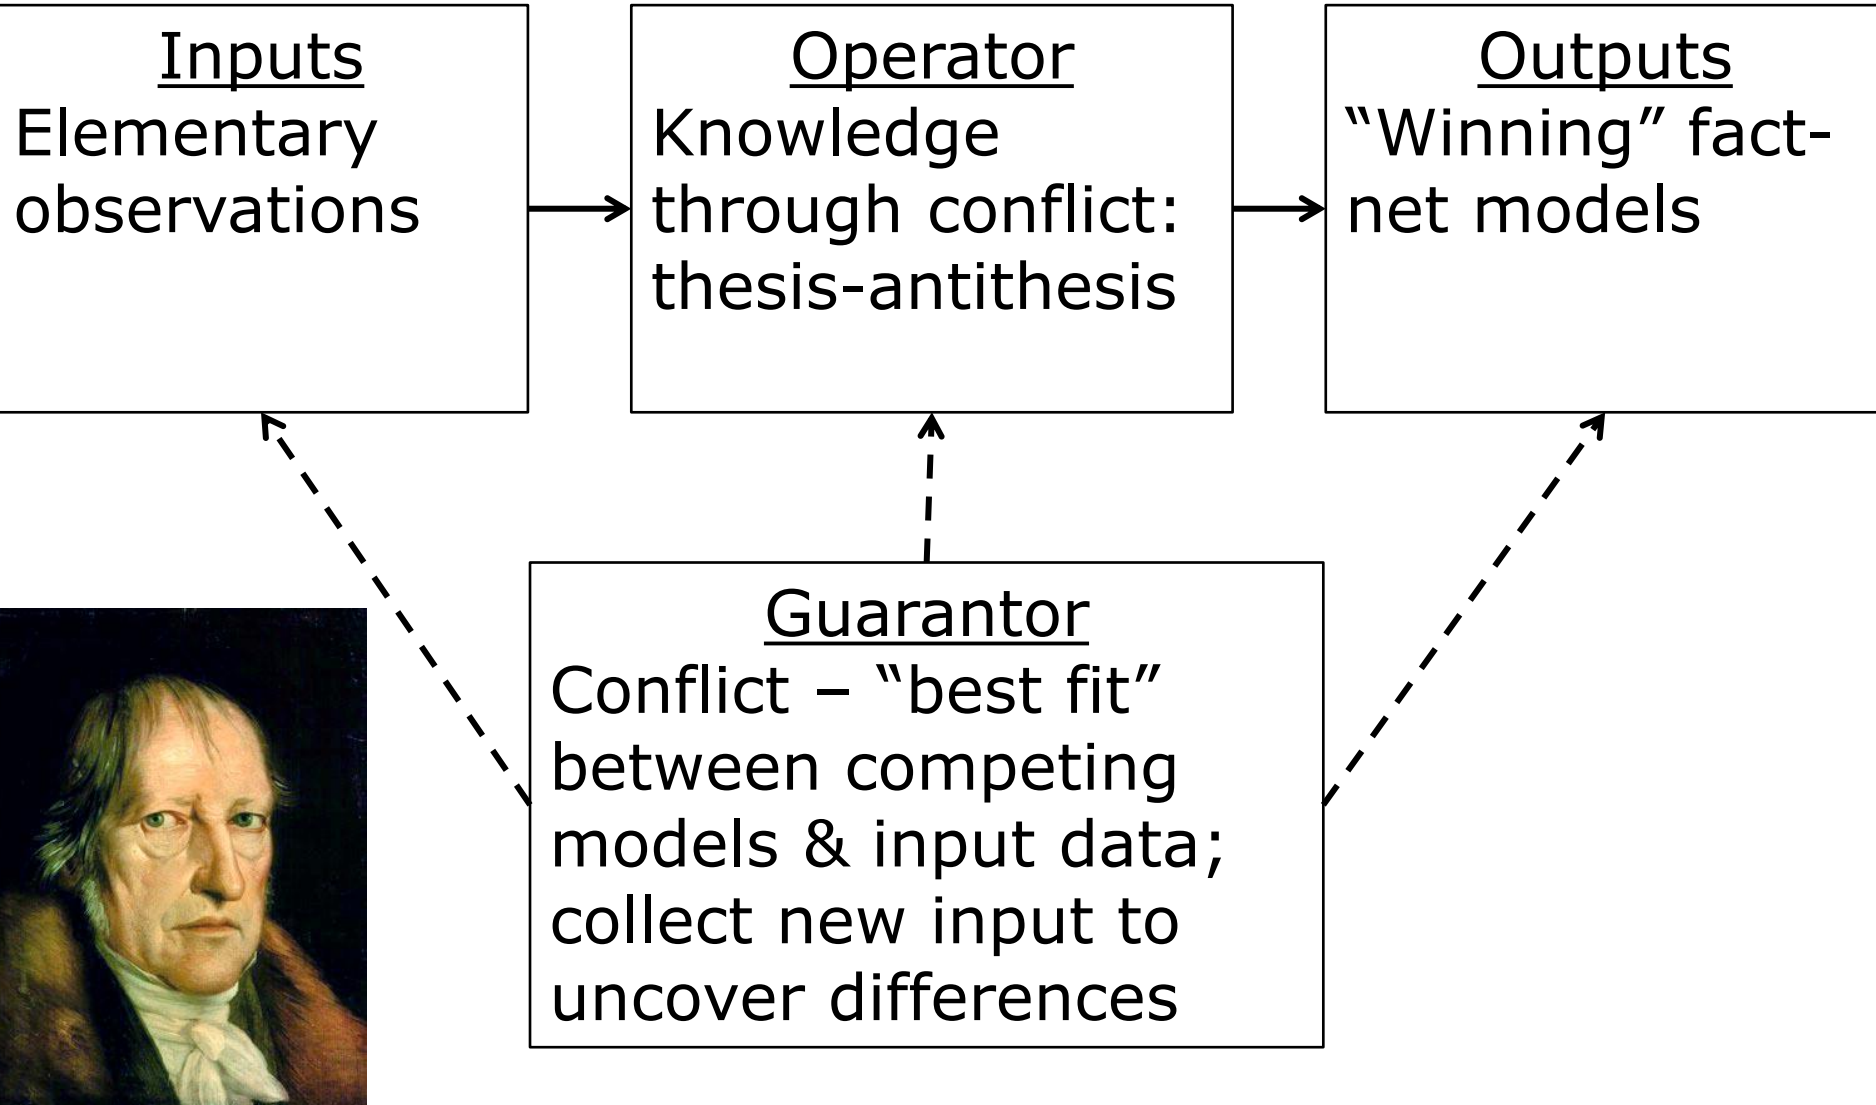 Inputs
Elementary
observations
Operator
Knowledge
through conflict:
thesis-antithesis
Outputs
“Winning” fact-
net models
Guarantor
Conflict – “best fit”
between competing
models & input data;
collect new input to
uncover differences